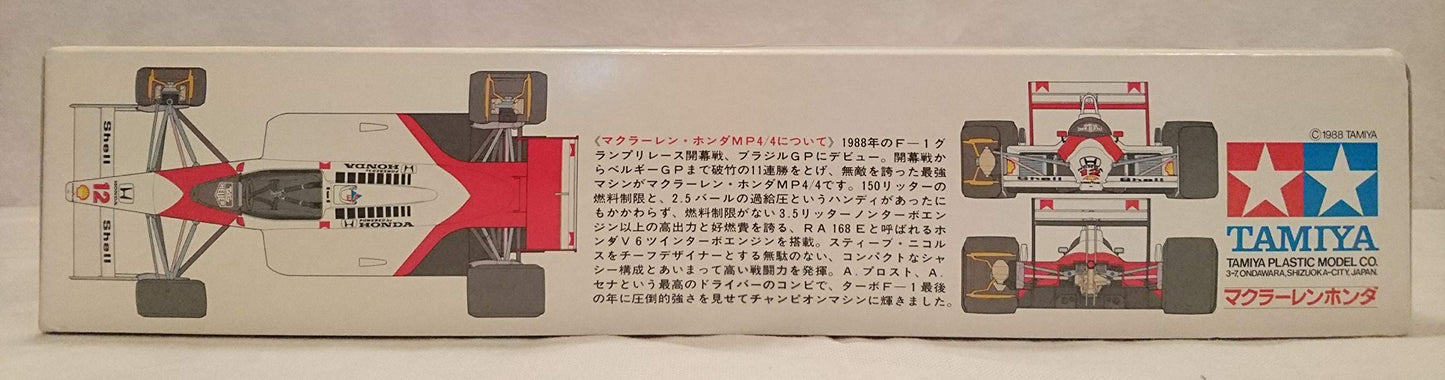 Shell
Shell
12
HONDA
HONDA
POWERED by
HONDA
《マクラーレン・ホンダMP4/4について》1988年のF―1グ
ランプリレース開幕戦、ブラジルGPにデビュー。開幕戦か
らベルギーGPまで破竹の11連勝をとげ、無敵を誇った最強
マシンがマクラーレン・ホンダMP4/4です。150リッターの
燃料制限と、2.5バールの過給圧というハンディがあったに
もかかわらず、燃料制限がない3.5リッターノンターボエン
ジン以上の高出力と好燃費を誇る、RA168Eと呼ばれるホ
ンダV6ツインターボエンジンを搭載。スティーブ・ニコル
スをチーフデザイナーとする無駄のない、コンパクトなシャ
シー構成とあいまって高い戦闘力を発揮。A.プロスト、A.
セナという最高のドライバーのコンビで、ターボF―1最後
の年に圧倒的強さを見せてチャンピオンマシンに輝きました。
Shell
Shell
©1988 TAMIYA
TAMIYA
TAMIYA PLASTIC MODEL CO.
3-7, ONDAWARA, SHIZUOKA-CITY, JAPAN.
マクラーレンホンダ